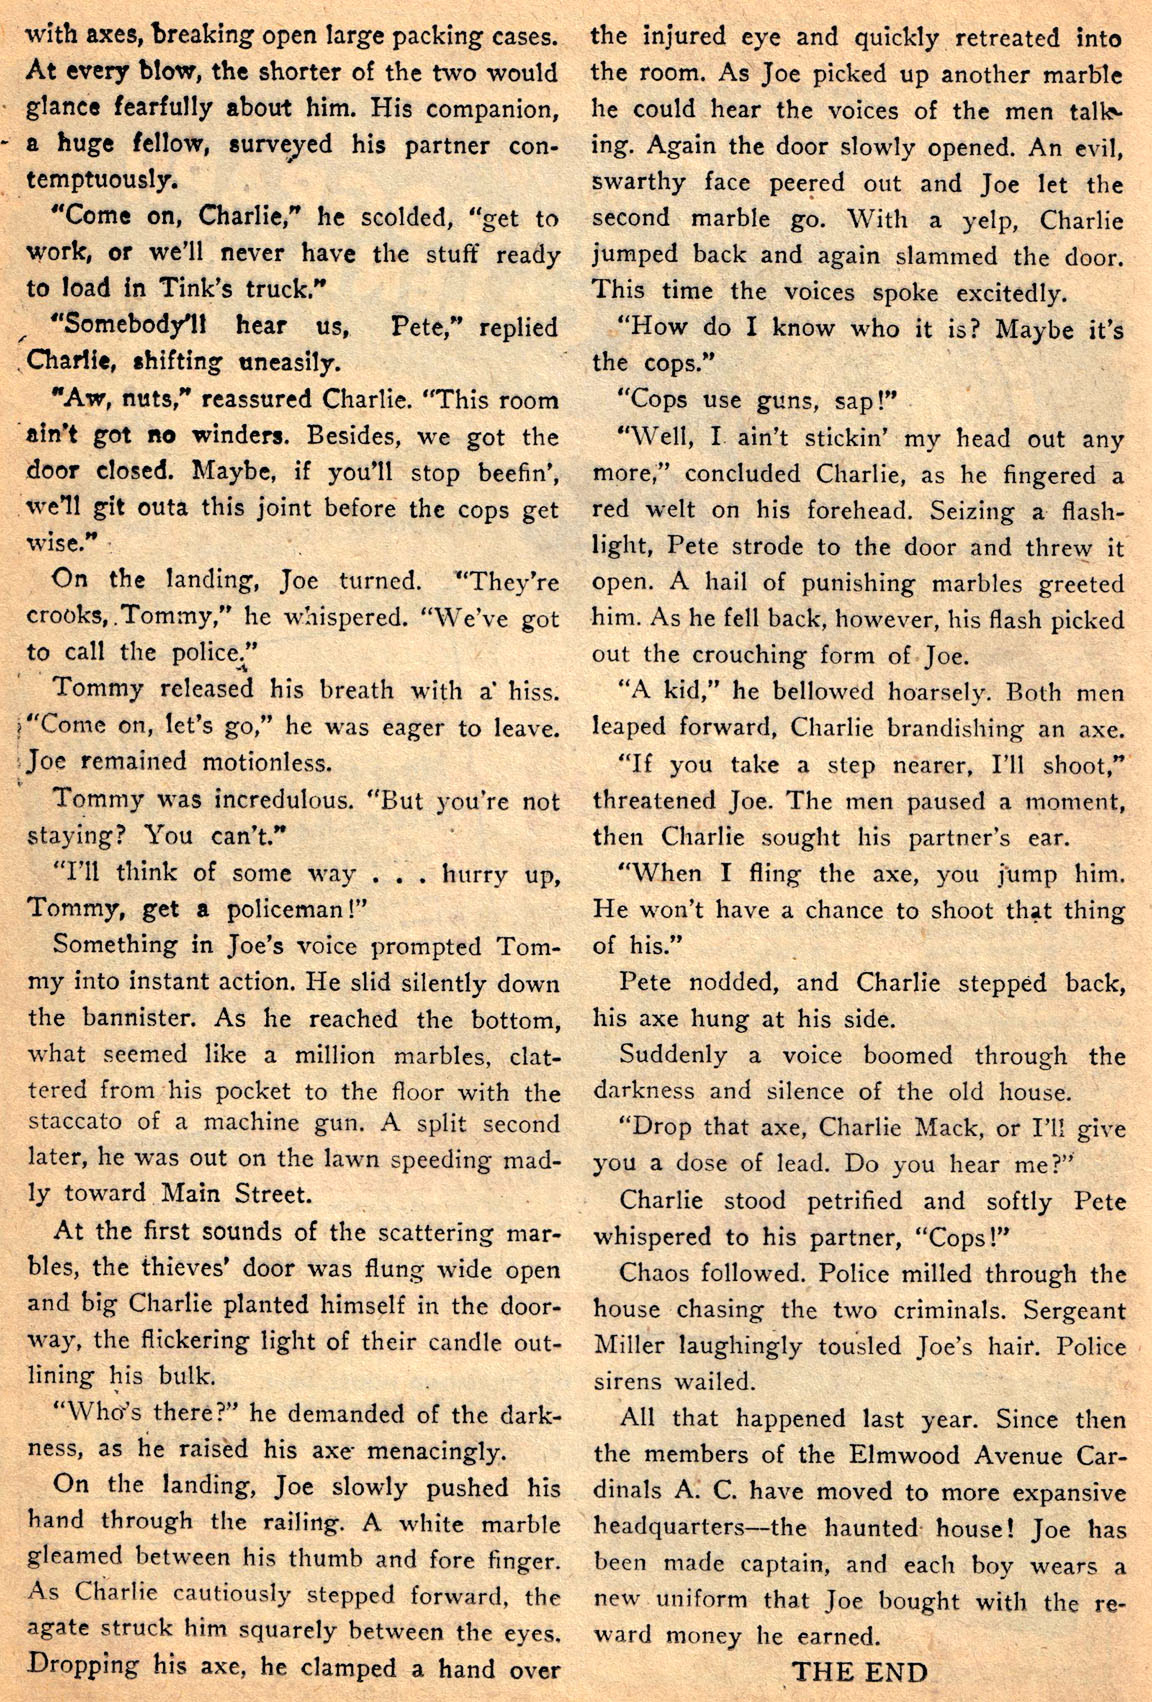 with axes, breaking open large packing cases.
At every blow, the shorter of the two would
glance fearfully about him. His companion,
a huge fellow, surveyed his partner con-
temptuously.
"Come on, Charlie," he scolded, "get to
work, or we'll never have the stuff ready
to load in Tink's truck."
"Somebody'll hear us, Pete," replied
Charlie, shifting uneasily.
"Aw, nuts," reassured Charlie. "This room
ain't got no winders. Besides, we got the
door closed. Maybe, if you'll stop beefin',
we'll git outa this joint before the cops get
wise."
On the landing, Joe turned. "They're
crooks, Tommy," he whispered. "We've got
to call the police."
Tommy released his breath with a hiss.
"Come on, let's go," he was eager to leave.
Joe remained motionless.
Tommy was incredulous. "But you're not
staying? You can't."
"I'll think of some way . . . hurry up,
Tommy, get a policeman!"
Something in Joe's voice prompted Tom-
my into instant action. He slid silently down
the bannister. As he reached the bottom,
what seemed like a million marbles, clat-
tered from his pocket to the floor with the
staccato of a machine gun. A split second
later, he was out on the lawn speeding mad-
ly toward Main Street.
At the first sounds of the scattering mar-
bles, the thieves' door was flung wide open
and big Charlie planted himself in the door-
way, the flickering light of their candle out-
lining his bulk.
"Who's there?" he demanded of the dark-
ness, as he raised his axe menacingly.
On the landing, Joe slowly pushed his
hand through the railing. A white marble
gleamed between his thumb and fore finger.
As Charlie cautiously stepped forward, the
agate struck him squarely between the eyes.
Dropping his axe, he clamped a hand over
the injured eye and quickly retreated into
the room. As Joe picked up another marble
he could hear the voices of the men talk-
ing. Again the door slowly opened. An evil,
swarthy face peered out and Joe let the
second marble go. With a yelp, Charlie
jumped back and again slammed the door.
This time the voices spoke excitedly.
"How do I know who it is? Maybe it's
the cops."
"Cops use guns, sap!"
"Well, I ain't stickin' my head out any
more," concluded Charlie, as he fingered a
red welt on his forehead. Seizing a flash-
light, Pete strode to the door and threw it
open. A hail of punishing marbles greeted
him. As he fell back, however, his flash picked
out the crouching form of Joe.
"A kid," he bellowed hoarsely. Both men
leaped forward, Charlie brandishing an axe.
"If you take a step nearer, I'll shoot,"
threatened Joe. The men paused a moment,
then Charlie sought his partner's ear.
"When I fling the axe, you jump him.
He won't have a chance to shoot that thing
of his."
Pete nodded, and Charlie stepped back,
his axe hung at his side.
Suddenly a voice boomed through the
darkness and silence of the old house.
"Drop that axe, Charlie Mack, or I'll give
you a dose of lead. Do you hear me?"
Charlie stood petrified and softly Pete
whispered to his partner, "Cops!"
Chaos followed. Police milled through the
house chasing the two criminals. Sergeant
Miller laughingly tousled Joe's hair. Police
sirens wailed.
All that happened last year. Since then
the members of the Elmwood Avenue Car-
dinals A. C. have moved to more expansive
headquarters—the haunted house! Joe has
been made captain, and each boy wears a
new uniform that Joe bought with the re-
ward money he earned.
THE END